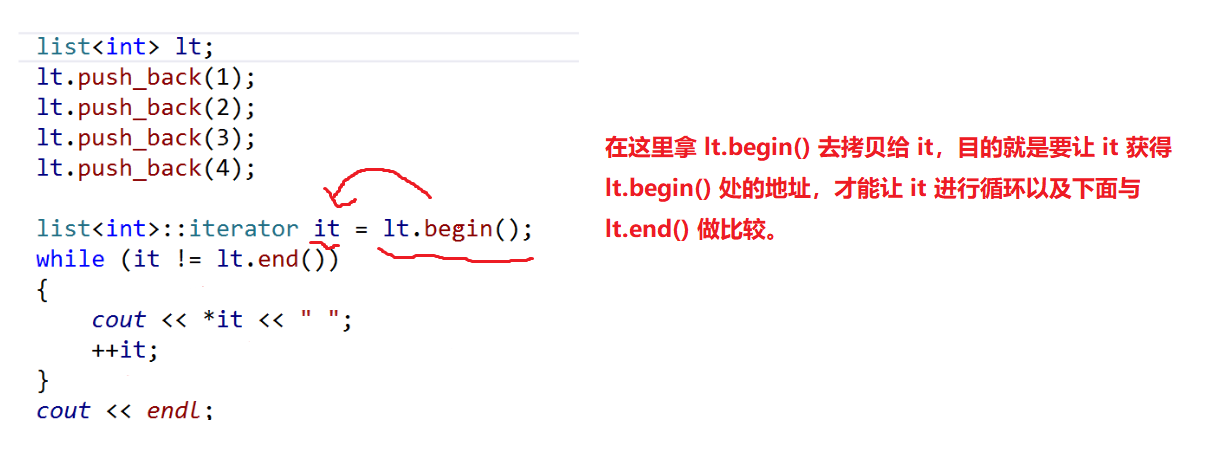 list<int> lt;
lt.push_back(1);
lt.push_back(2);
lt.push_back(3);
lt.push_back(4);
list<int>::iterator it = lt.begin();
while (it != lt.end())
{
cout << *it << " ";
++it;
}
cout << endl;
在这里拿 lt.begin() 去拷贝给 it，目的就是要让 it 获得
lt.begin() 处的地址，才能让 it 进行循环以及下面与
lt.end() 做比较。